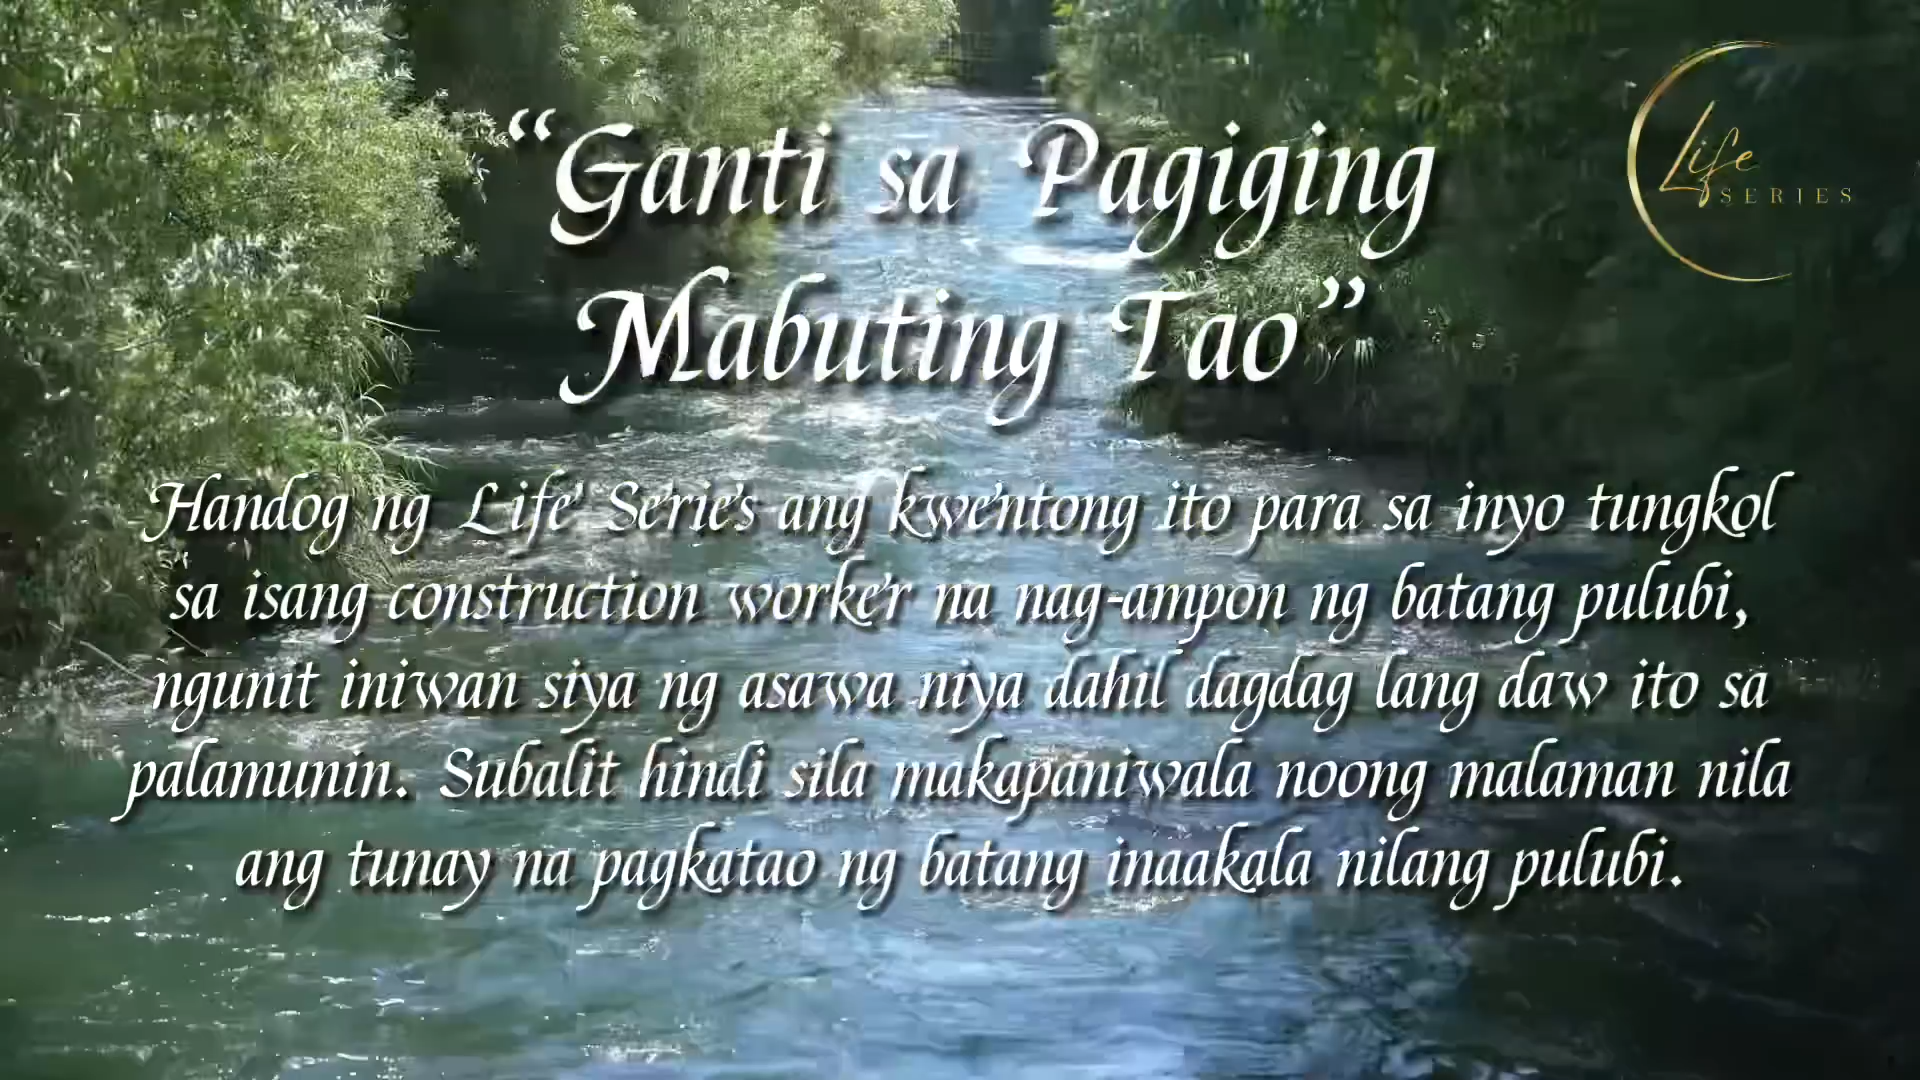 “Ganti sa Pagiging
Mabuting Tao”
Life
SERIES
Handog ng Life Series ang kwentong ito para sa inyo tungkol
sa isang construction worker na nag-ampon ng batang pulubi,
ngunit iniwan siya ng asawa niya dahil dagdag lang daw ito sa
palamunin. Subalit hindi sila makapaniwala noong malaman nila
ang tunay na pagkatao ng batang inaakala nilang pulubi.